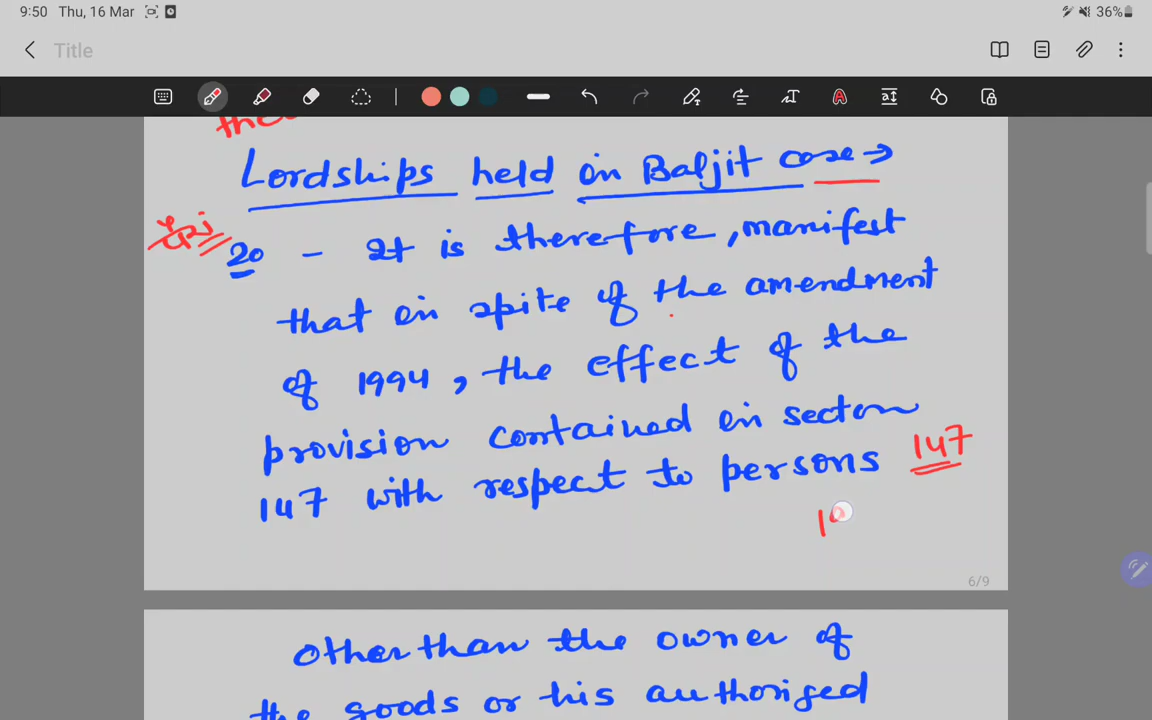 9:50 Thu, 16 Mar 36%
Title
Lordships held in Baljit case →
20 - It is therefore, manifest
that in spite of the amendment
of 1994, the effect of the
provision contained in secton
147 with respect to persons 147
6/9
other than the owner of
the goods or his authorised